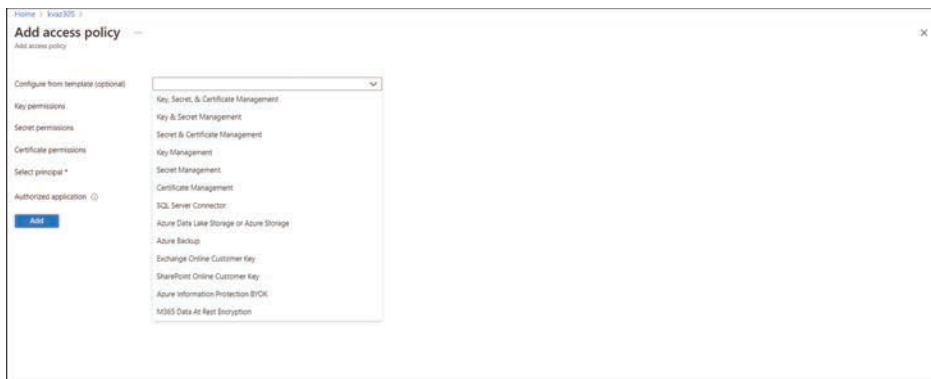 Home > kvaz305 >
Add access policy ...
Add access policy
Configure from template (optional)
Key, Secret, & Certificate Management
Key permissions
Key & Secret Management
Secret permissions
Secret & Certificate Management
Certificate permissions
Key Management
Select principal *
Secret Management
Certificate Management
Authorized application
SQL Server Connector
Add
Azure Data Lake Storage or Azure Storage
Azure Backup
Exchange Online Customer Key
SharePoint Online Customer Key
Azure Information Protection BYOK
M365 Data At Rest Encryption